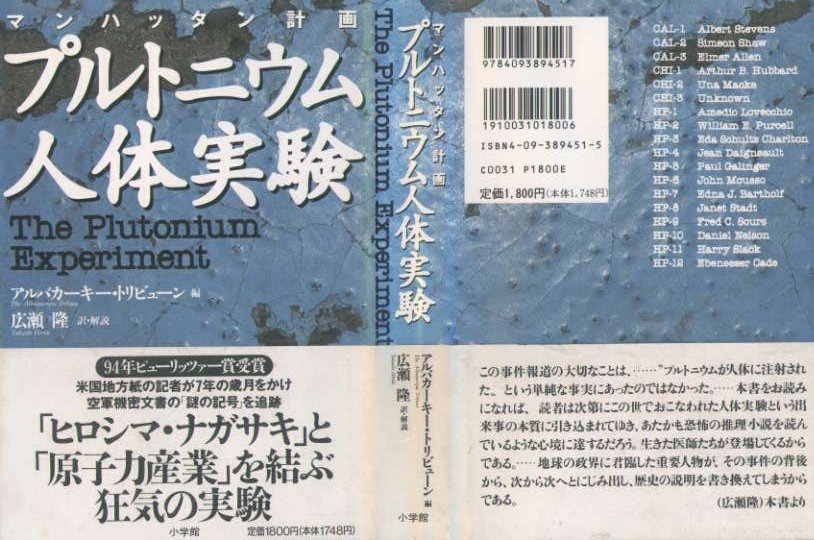 マンハッタン計画
プルトニウム
人体実験
The Plutonium
Experiment
アルバカーキー・トリビューン 編
The Albuquerque Tribune
広瀬 隆 訳・解説
Takashi Hirose
94年ピューリッツァー賞受賞
米国地方紙の記者が7年の歳月をかけ
空軍機密文書の「謎の記号」を追跡
「ヒロシマ・ナガサキ」と
「原子力産業」を結ぶ
狂気の実験
小学館
定価1800円(本体1748円)
The Plutonium Experiment
マンハッタン計画
プルトニウム人体実験
アルバカーキー・トリビューン 編
The Albuquerque Tribune
広瀬 隆 訳・解説
Takashi Hirose
小学館
9784093894517
1910031018006
ISBN4-09-389451-5
C0031 P1800E
定価1,800円(本体1,748円)
CAL-1 Albert Stevens
CAL-2 Simeon Shaw
CAL-3 Elmer Allen
CHI-1 Arthur B. Hubbard
CHI-2 Una Macke
CHI-3 Unknown
HP-1 Amedio Lovecchio
HP-2 William E. Purcell
HP-3 Eda Schultz Charlton
HP-4 Jean Daigneault
HP-5 Paul Galinger
HP-6 John Mousso
HP-7 Edna J. Bartholf
HP-8 Janet Stadt
HP-9 Fred C. Sours
HP-10 Daniel Nelson
HP-11 Harry Slack
HP-12 Ebeneezer Cade
この事件報道の大切なことは、……“プルトニウムが人体に注射され
た„という単純な事実にあったのではなかった。……本書をお読み
になれば、読者は次第にこの世でおこなわれた人体実験という出
来事の本質に引き込まれてゆき、あたかも恐怖の推理小説を読ん
でいるような心境に達するだろう。生きた医師たちが登場してくるから
である。……地球の政界に君臨した重要人物が、その事件の背後
から、次から次へとにじみ出し、歴史の説明を書き換えてしまうから
である。
(広瀬隆)本書より